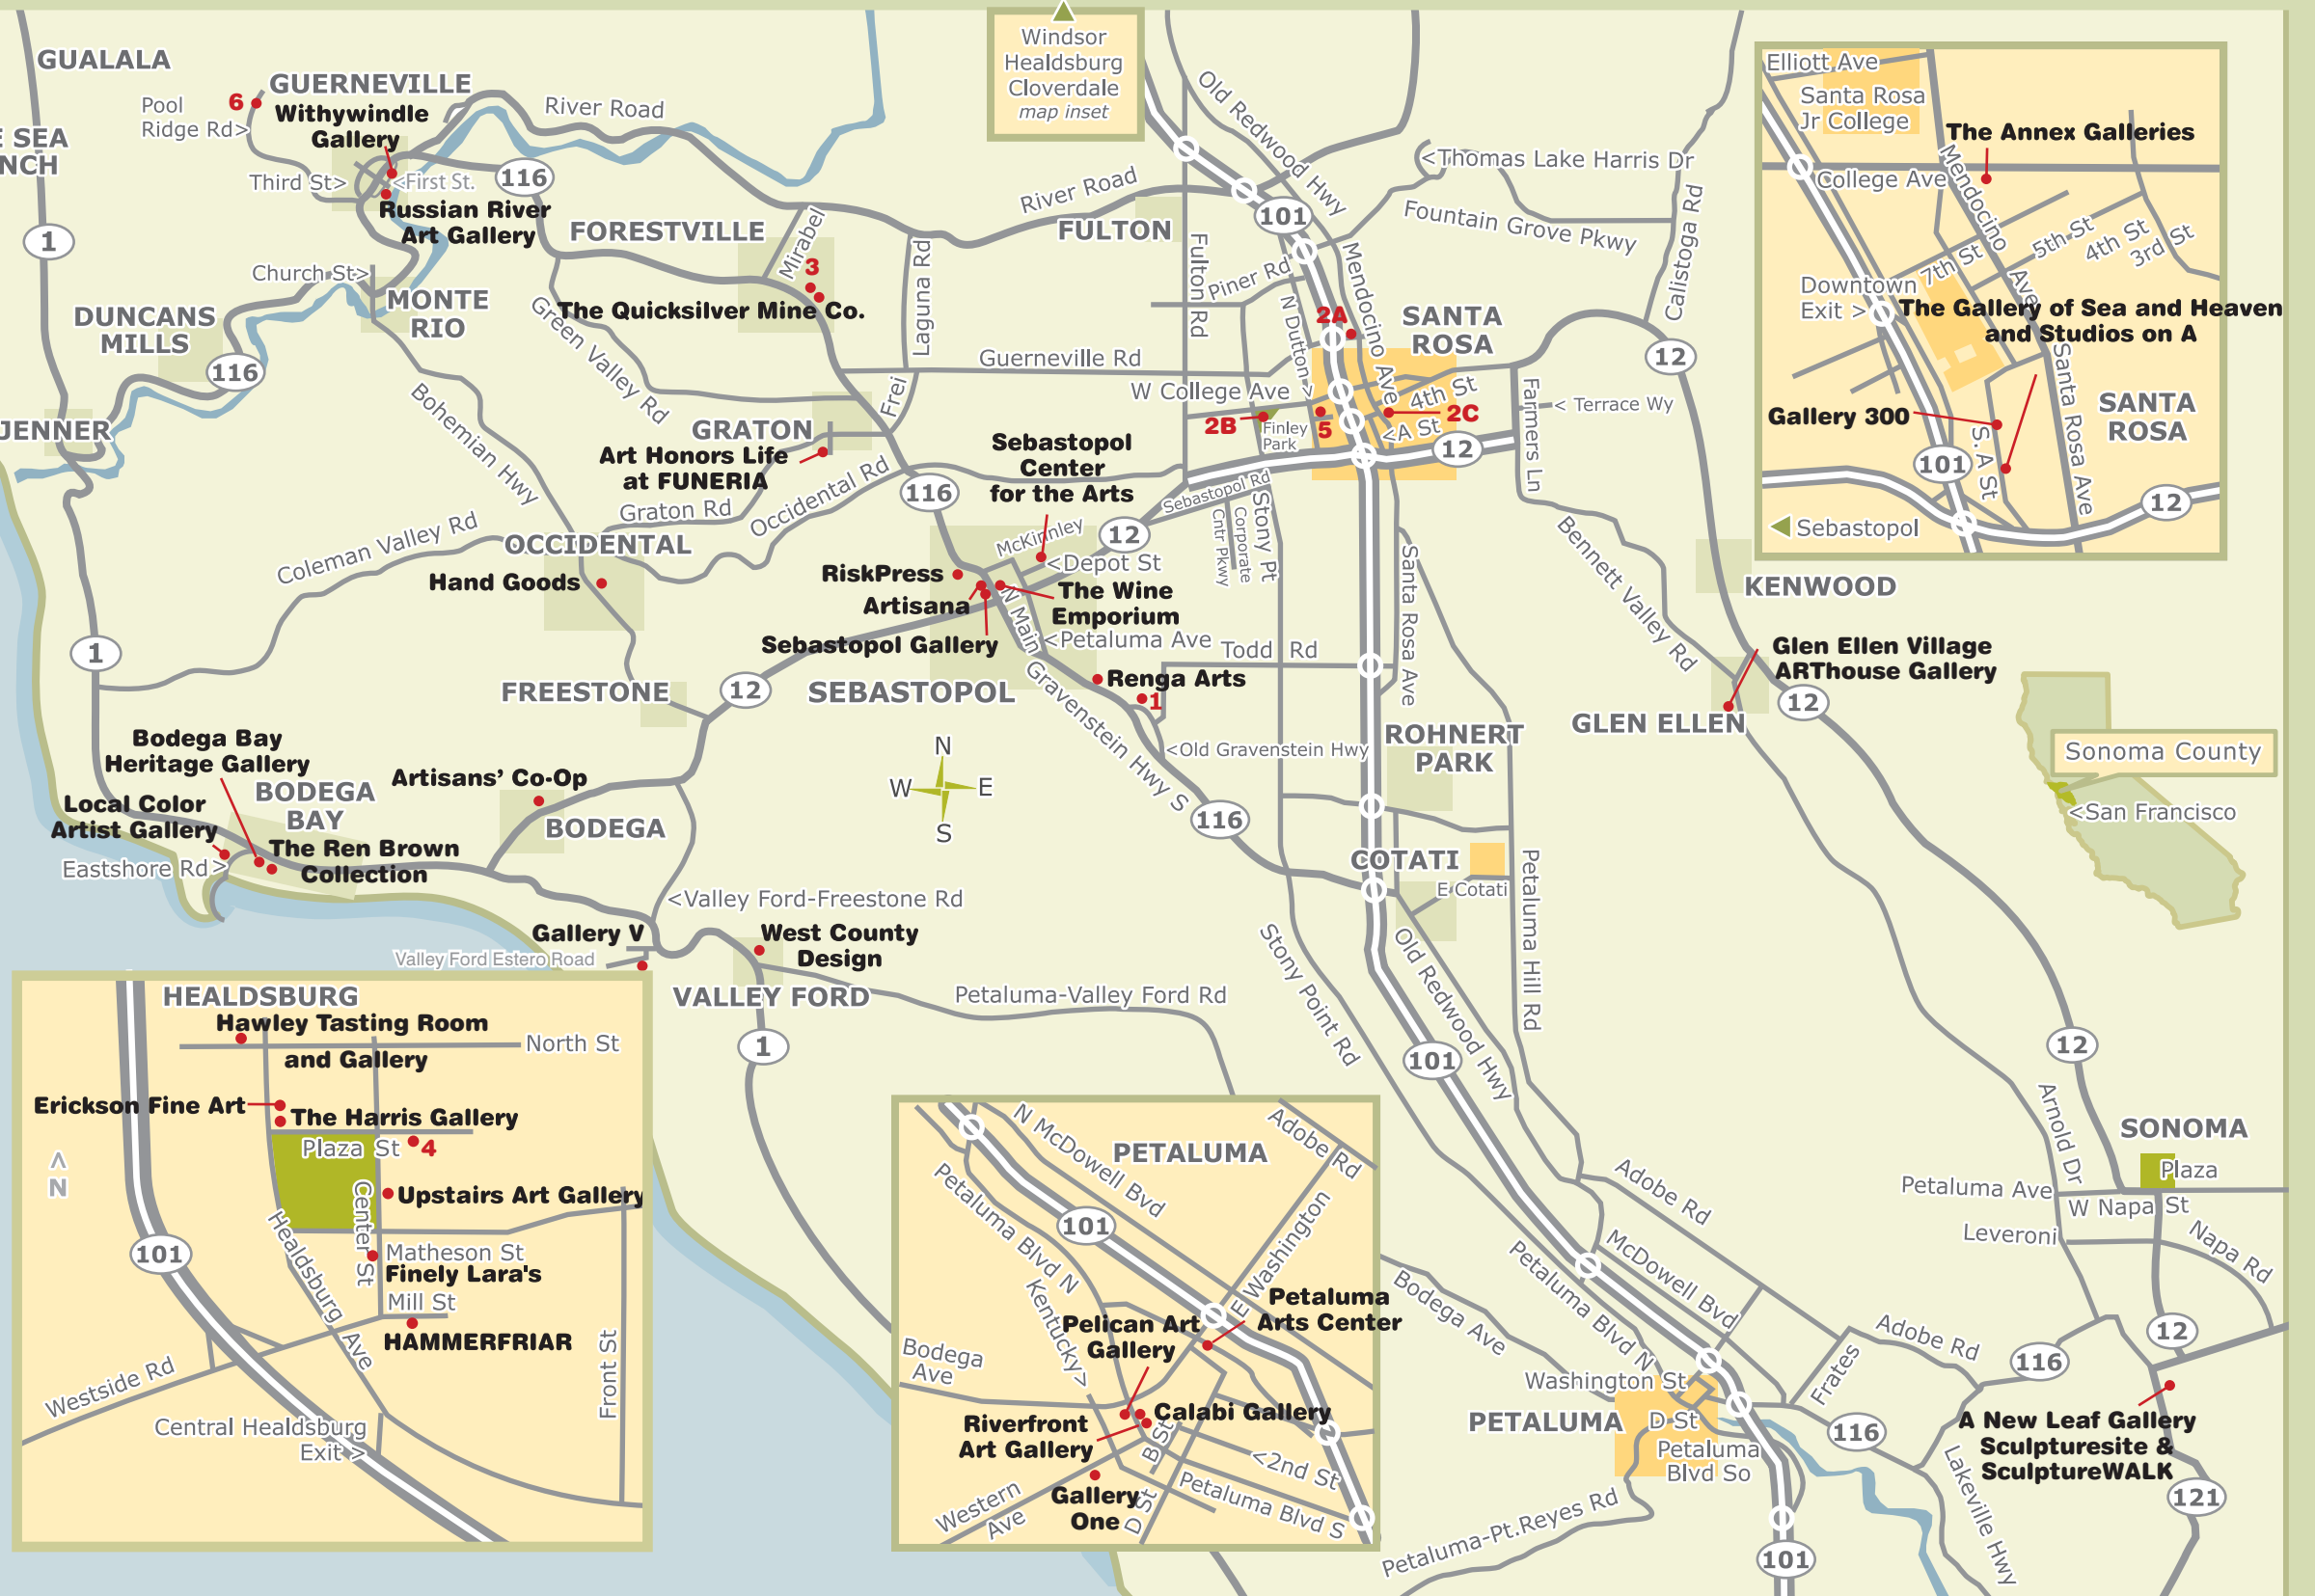 GUALALA
E SEA
NCH
GUERNEVILLE
Pool
Ridge Rd>
6
Withywindle
Gallery
Third St>
<First St.
Russian River
Art Gallery
116
River Road
1
Church St>
MONTE
RIO
DUNCANS
MILLS
116
JENNER
FORESTVILLE
Mirabel
3
The Quicksilver Mine Co.
Green Valley Rd
Laguna Rd
Bohemian Hwy
Frei
GRATON
Art Honors Life
at FUNERIA
Graton Rd
Occidental Rd
116
Coleman Valley Rd
OCCIDENTAL
Hand Goods
1
Windsor
Healdsburg
Cloverdale
map inset
Old Redwood Hwy
River Road
FULTON
101
Fulton Rd
Piner Rd
N Dutton >
Mendocino Ave
<Thomas Lake Harris Dr
Fountain Grove Pkwy
Calistoga Rd
2A
SANTA
ROSA
12
Guerneville Rd
W College Ave
2B
Finley
Park
5
4th St
2C
<A St
12
Farmers Ln
< Terrace Wy
Sebastopol
Center
for the Arts
Sebastopol Rd
Stony Pt
Corporate
Cntr Pkwy
McKinley
12
<Depot St
RiskPress
Artisana
The Wine
Emporium
Sebastopol Gallery
N Main
<Petaluma Ave
Todd Rd
Santa Rosa Ave
Bennett Valley Rd
Renga Arts
1
SEBASTOPOL
12
FREESTONE
Gravenstein Hwy S
<Old Gravenstein Hwy
116
N
W
E
S
ROHNERT
PARK
COTATI
E Cotati
Petaluma Hill Rd
KENWOOD
Glen Ellen Village
ARThouse Gallery
GLEN ELLEN
12
Elliott Ave
Santa Rosa
Jr College
The Annex Galleries
College Ave
Mendocino Ave
5th St
4th St
3rd St
7th St
Downtown
Exit >
The Gallery of Sea and Heaven
and Studios on A
Gallery 300
Santa Rosa Ave
SANTA
ROSA
S. A St
101
12
Sebastopol
Sonoma County
<San Francisco
Bodega Bay
Heritage Gallery
BODEGA
BAY
Local Color
Artist Gallery
The Ren Brown
Collection
Eastshore Rd>
Artisans’ Co-Op
BODEGA
<Valley Ford-Freestone Rd
Gallery V
Valley Ford Estero Road
West County
Design
VALLEY FORD
Petaluma-Valley Ford Rd
1
Stony Point Rd
Old Redwood Hwy
101
HEALDSBURG
Hawley Tasting Room
and Gallery
North St
Erickson Fine Art
The Harris Gallery
Plaza St
4
^
N
Upstairs Art Gallery
Center St
Healdsburg Ave
Matheson St
Finely Lara's
Mill St
HAMMERFRIAR
101
Westside Rd
Central Healdsburg
Exit >
Front St
N McDowell Bvd
PETALUMA
Adobe Rd
Petaluma Blvd N
101
E Washington
Kentucky>
Petaluma
Arts Center
Pelican Art
Gallery
Bodega
Ave
Riverfront
Art Gallery
Calabi Gallery
B St
<2nd St
Gallery
One
Western
Ave
D St
Petaluma Blvd S
Bodega Ave
Petaluma Blvd N
McDowell Bvd
Adobe Rd
Washington St
PETALUMA
D St
Petaluma
Blvd So
Petaluma-Pt.Reyes Rd
101
Frates
Adobe Rd
116
116
Lakeville Hwy
12
Arnold Dr
SONOMA
Plaza
Petaluma Ave
W Napa St
Leveroni
Napa Rd
12
A New Leaf Gallery
Sculpturesite &
SculptureWALK
121